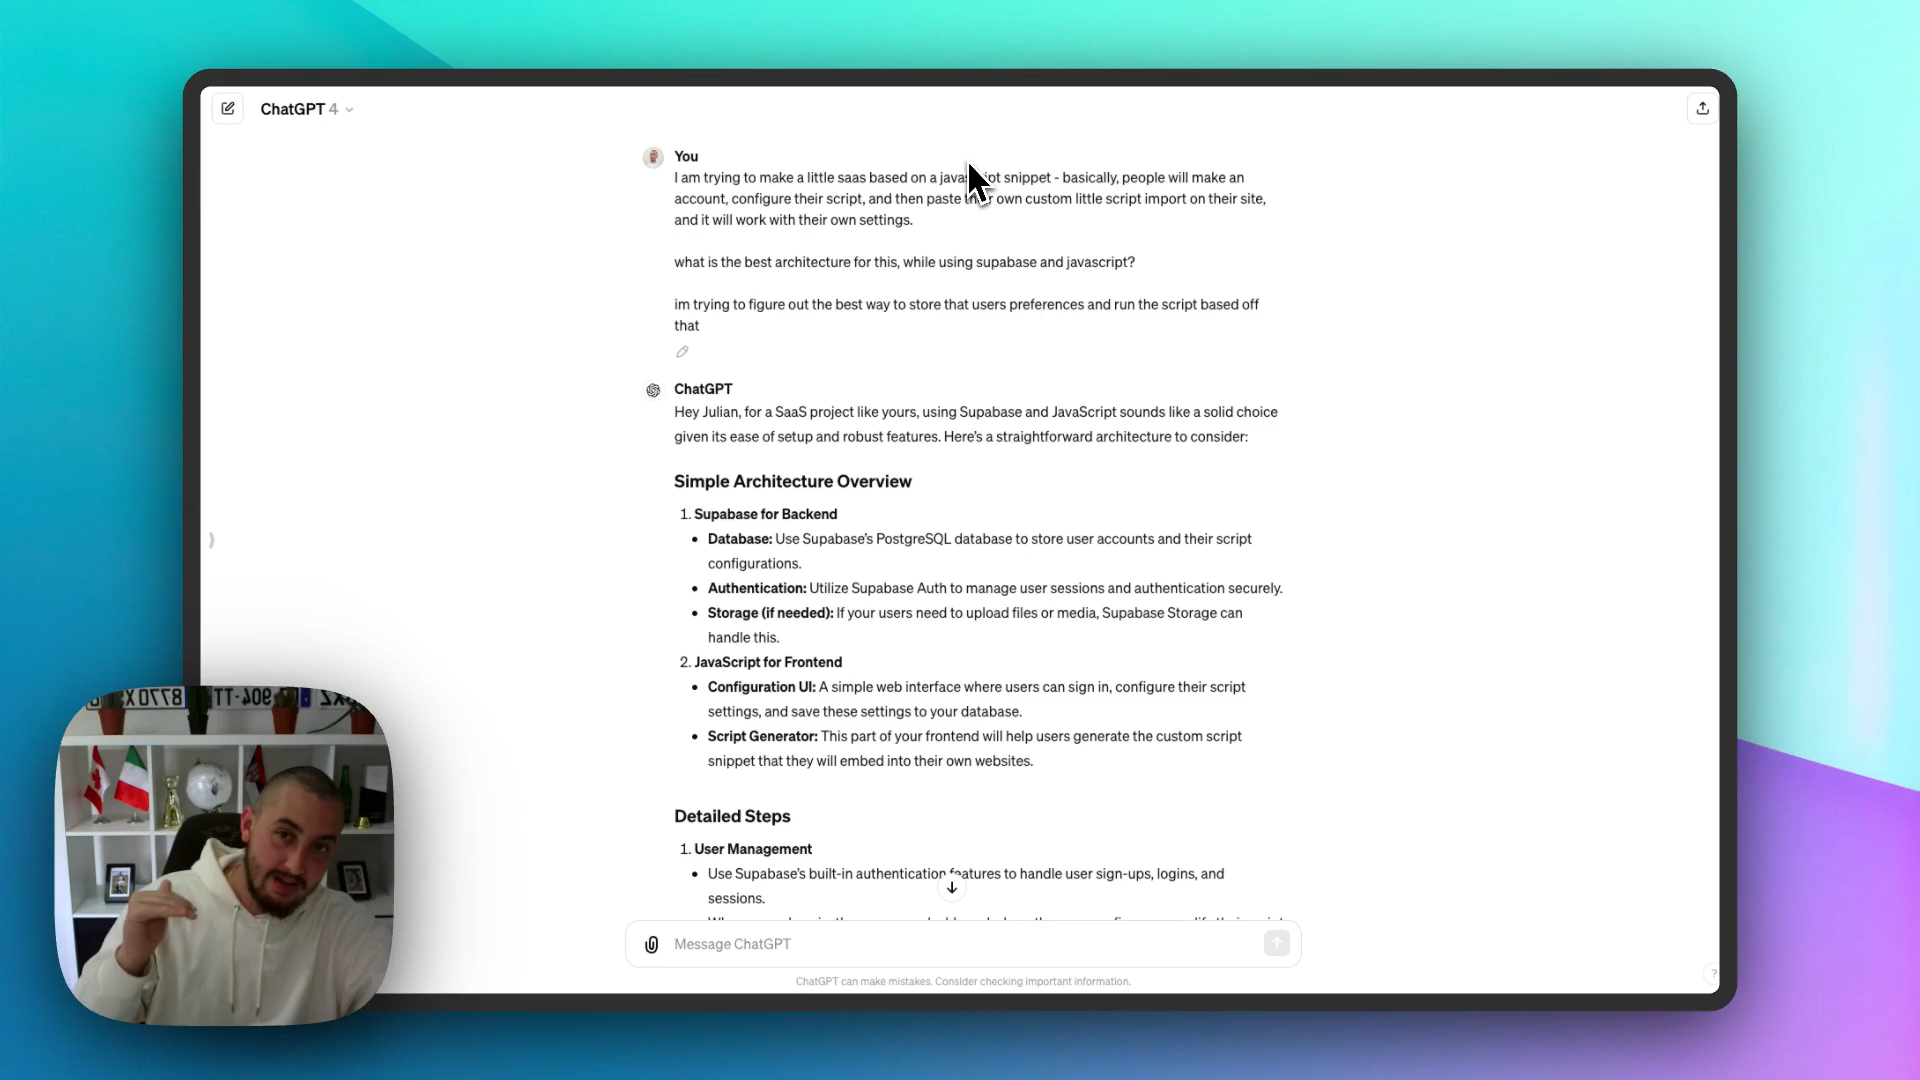 ChatGPT 4
You
I am trying to make a little saas based on a javascript snippet - basically, people will make an
account, configure their script, and then paste their own custom little script import on their site,
and it will work with their own settings.
what is the best architecture for this, while using supabase and javascript?
im trying to figure out the best way to store that users preferences and run the script based off
that
ChatGPT
Hey Julian, for a SaaS project like yours, using Supabase and JavaScript sounds like a solid choice
given its ease of setup and robust features. Here's a straightforward architecture to consider:
Simple Architecture Overview
1. Supabase for Backend
• Database: Use Supabase's PostgreSQL database to store user accounts and their script
configurations.
• Authentication: Utilize Supabase Auth to manage user sessions and authentication securely.
• Storage (if needed): If your users need to upload files or media, Supabase Storage can
handle this.
2. JavaScript for Frontend
• Configuration UI: A simple web interface where users can sign in, configure their script
settings, and save these settings to your database.
• Script Generator: This part of your frontend will help users generate the custom script
snippet that they will embed into their own websites.
Detailed Steps
1. User Management
• Use Supabase's built-in authentication features to handle user sign-ups, logins, and
sessions.
Message ChatGPT
ChatGPT can make mistakes. Consider checking important information.
?